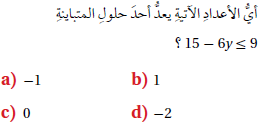 أيُّ الأعدادِ الآتيةِ يعدُّ أحدَ حلولِ المتباينةِ
15 − 6y ≤ 9 ؟
a) −1 b) 1
c) 0 d) −2